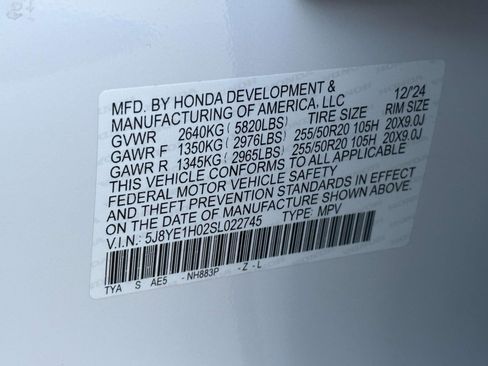 MFD. BY HONDA DEVELOPMENT & 12/'24
MANUFACTURING OF AMERICA, LLC
GVWR 2640KG ( 5820LBS) TIRE SIZE RIM SIZE
GAWR F 1350KG ( 2976LBS) 255/50R20 105H 20X9.0J
GAWR R 1345KG ( 2965LBS) 255/50R20 105H 20X9.0J
THIS VEHICLE CONFORMS TO ALL APPLICABLE
FEDERAL MOTOR VEHICLE SAFETY
AND THEFT PREVENTION STANDARDS IN EFFECT
ON THE DATE OF MANUFACTURE SHOWN ABOVE.
V.I.N.: 5J8YE1H02SL022745 TYPE: MPV
TYA S AE5 -NH883P -Z-L